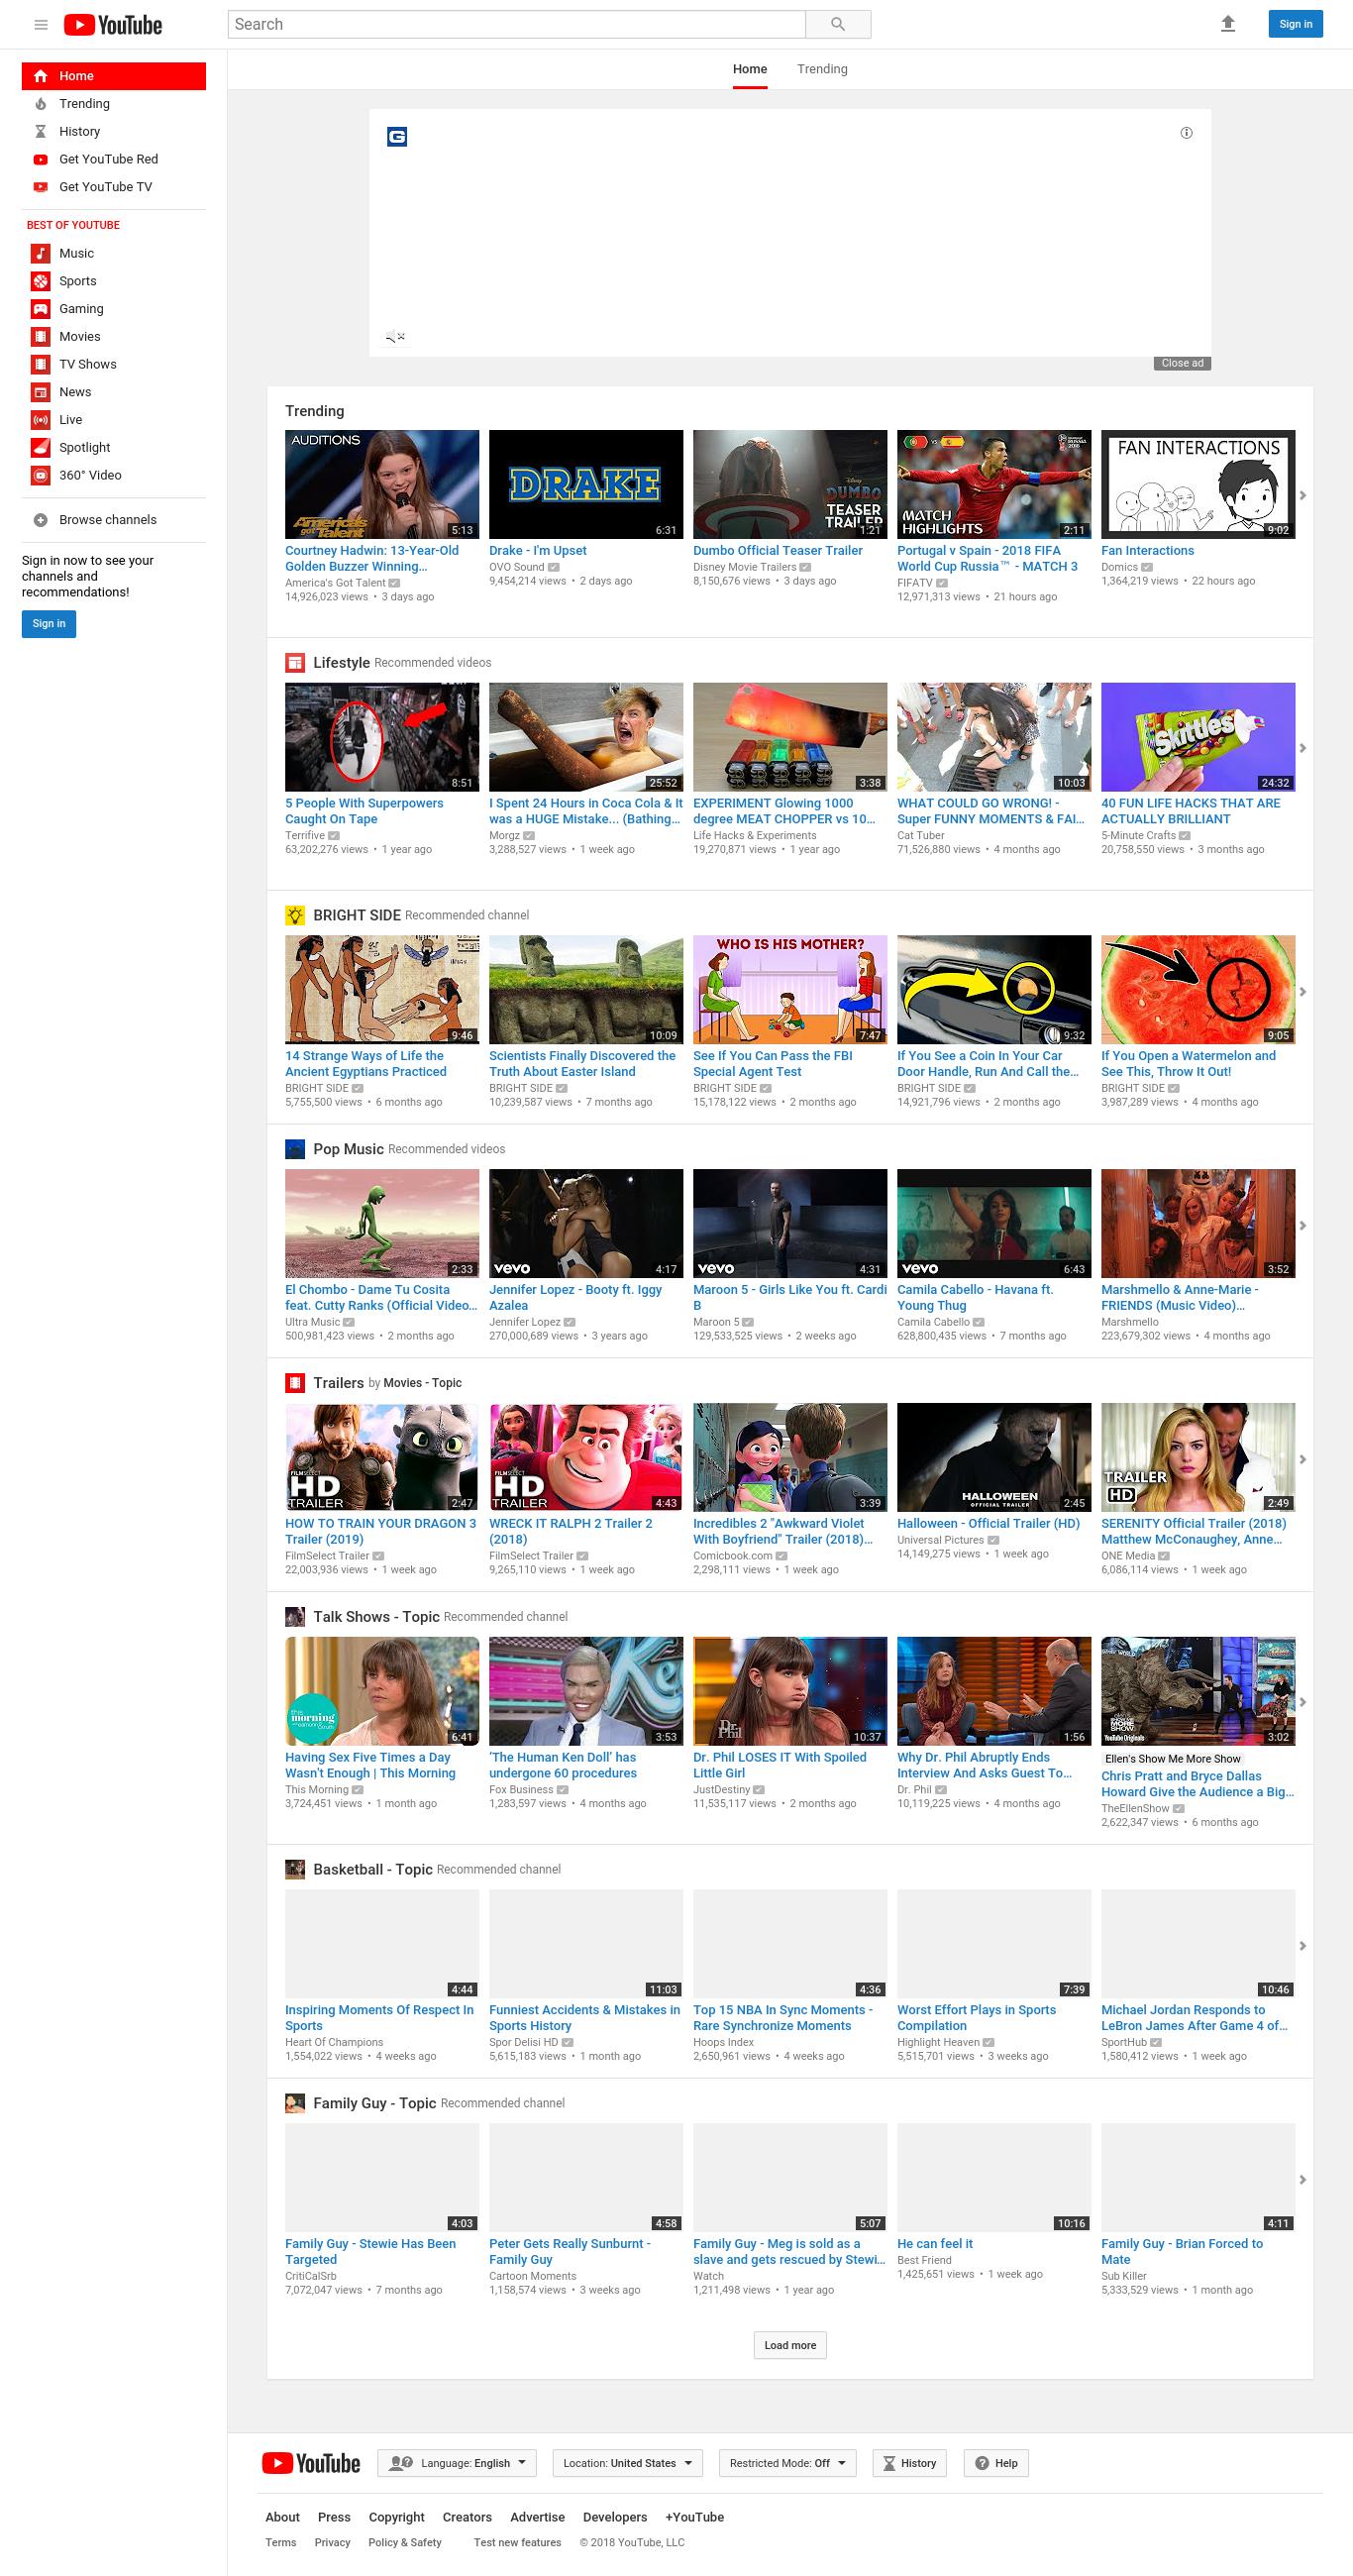 YouTube
Search
Sign in
Home
Trending
History
Get YouTube Red
Get YouTube TV
BEST OF YOUTUBE
Music
Sports
Gaming
Movies
TV Shows
News
Live
Spotlight
360° Video
Browse channels
Sign in now to see your
channels and
recommendations!
Sign in
Home Trending
G
Close ad
Trending
AUDITIONS
America's got Talent
5:13
DRAKE
6:31
Disney
DUMBO
TEASER
TRAILER
1:21
VS
MATCH
HIGHLIGHTS
2:11
FAN INTERACTIONS
9:02
Courtney Hadwin: 13-Year-Old
Golden Buzzer Winning…
America's Got Talent
14,926,023 views • 3 days ago
Drake - I'm Upset
OVO Sound
9,454,214 views • 2 days ago
Dumbo Official Teaser Trailer
Disney Movie Trailers
8,150,676 views • 3 days ago
Portugal v Spain - 2018 FIFA
World Cup Russia™ - MATCH 3
FIFATV
12,971,313 views • 21 hours ago
Fan Interactions
Domics
1,364,219 views • 22 hours ago
Lifestyle Recommended videos
8:51
25:52
3:38
10:03
Skittles
24:32
5 People With Superpowers
Caught On Tape
Terrifive
63,202,276 views • 1 year ago
I Spent 24 Hours in Coca Cola & It
was a HUGE Mistake... (Bathing…
Morgz
3,288,527 views • 1 week ago
EXPERIMENT Glowing 1000
degree MEAT CHOPPER vs 10…
Life Hacks & Experiments
19,270,871 views • 1 year ago
WHAT COULD GO WRONG! -
Super FUNNY MOMENTS & FAI…
Cat Tuber
71,526,880 views • 4 months ago
40 FUN LIFE HACKS THAT ARE
ACTUALLY BRILLIANT
5-Minute Crafts
20,758,550 views • 3 months ago
BRIGHT SIDE Recommended channel
9:46
10:09
WHO IS HIS MOTHER?
7:47
9:32
9:05
14 Strange Ways of Life the
Ancient Egyptians Practiced
BRIGHT SIDE
5,755,500 views • 6 months ago
Scientists Finally Discovered the
Truth About Easter Island
BRIGHT SIDE
10,239,587 views • 7 months ago
See If You Can Pass the FBI
Special Agent Test
BRIGHT SIDE
15,178,122 views • 2 months ago
If You See a Coin In Your Car
Door Handle, Run And Call the…
BRIGHT SIDE
14,921,796 views • 2 months ago
If You Open a Watermelon and
See This, Throw It Out!
BRIGHT SIDE
3,987,289 views • 4 months ago
Pop Music Recommended videos
2:33
vevo
4:17
vevo
4:31
vevo
6:43
3:52
El Chombo - Dame Tu Cosita
feat. Cutty Ranks (Official Video…
Ultra Music
500,981,423 views • 2 months ago
Jennifer Lopez - Booty ft. Iggy
Azalea
Jennifer Lopez
270,000,689 views • 3 years ago
Maroon 5 - Girls Like You ft. Cardi
B
Maroon 5
129,533,525 views • 2 weeks ago
Camila Cabello - Havana ft.
Young Thug
Camila Cabello
628,800,435 views • 7 months ago
Marshmello & Anne-Marie -
FRIENDS (Music Video)…
Marshmello
223,679,302 views • 4 months ago
Trailers by Movies - Topic
FILMSELECT
HD
TRAILER
2:47
FILMSELECT
HD
TRAILER
4:43
3:39
HALLOWEEN
OFFICIAL TRAILER
2:45
TRAILER
HD
2:49
HOW TO TRAIN YOUR DRAGON 3
Trailer (2019)
FilmSelect Trailer
22,003,936 views • 1 week ago
WRECK IT RALPH 2 Trailer 2
(2018)
FilmSelect Trailer
9,265,110 views • 1 week ago
Incredibles 2 "Awkward Violet
With Boyfriend" Trailer (2018)…
Comicbook.com
2,298,111 views • 1 week ago
Halloween - Official Trailer (HD)
Universal Pictures
14,149,275 views • 1 week ago
SERENITY Official Trailer (2018)
Matthew McConaughey, Anne…
ONE Media
6,086,114 views • 1 week ago
Talk Shows - Topic Recommended channel
this
morning
6:41
3:53
Dr. Phil
10:37
1:56
MORE
SHOW
YouTube Originals
3:02
Having Sex Five Times a Day
Wasn't Enough | This Morning
This Morning
3,724,451 views • 1 month ago
'The Human Ken Doll' has
undergone 60 procedures
Fox Business
1,283,597 views • 4 months ago
Dr. Phil LOSES IT With Spoiled
Little Girl
JustDestiny
11,535,117 views • 2 months ago
Why Dr. Phil Abruptly Ends
Interview And Asks Guest To…
Dr. Phil
10,119,225 views • 4 months ago
Ellen's Show Me More Show
Chris Pratt and Bryce Dallas
Howard Give the Audience a Big…
TheEllenShow
2,622,347 views • 6 months ago
Basketball - Topic Recommended channel
4:44
11:03
4:36
7:39
10:46
Inspiring Moments Of Respect In
Sports
Heart Of Champions
1,554,022 views • 4 weeks ago
Funniest Accidents & Mistakes in
Sports History
Spor Delisi HD
5,615,183 views • 1 month ago
Top 15 NBA In Sync Moments -
Rare Synchronize Moments
Hoops Index
2,650,961 views • 4 weeks ago
Worst Effort Plays in Sports
Compilation
Highlight Heaven
5,515,701 views • 3 weeks ago
Michael Jordan Responds to
LeBron James After Game 4 of…
SportHub
1,580,412 views • 1 week ago
Family Guy - Topic Recommended channel
4:03
4:58
5:07
10:16
4:11
Family Guy - Stewie Has Been
Targeted
CritiCalSrb
7,072,047 views • 7 months ago
Peter Gets Really Sunburnt -
Family Guy
Cartoon Moments
1,158,574 views • 3 weeks ago
Family Guy - Meg is sold as a
slave and gets rescued by Stewi…
Watch
1,211,498 views • 1 year ago
He can feel it
Best Friend
1,425,651 views • 1 week ago
Family Guy - Brian Forced to
Mate
Sub Killer
5,333,529 views • 1 month ago
Load more
YouTube
Language: English
Location: United States
Restricted Mode: Off
History
Help
About Press Copyright Creators Advertise Developers +YouTube
Terms Privacy Policy & Safety Test new features © 2018 YouTube, LLC